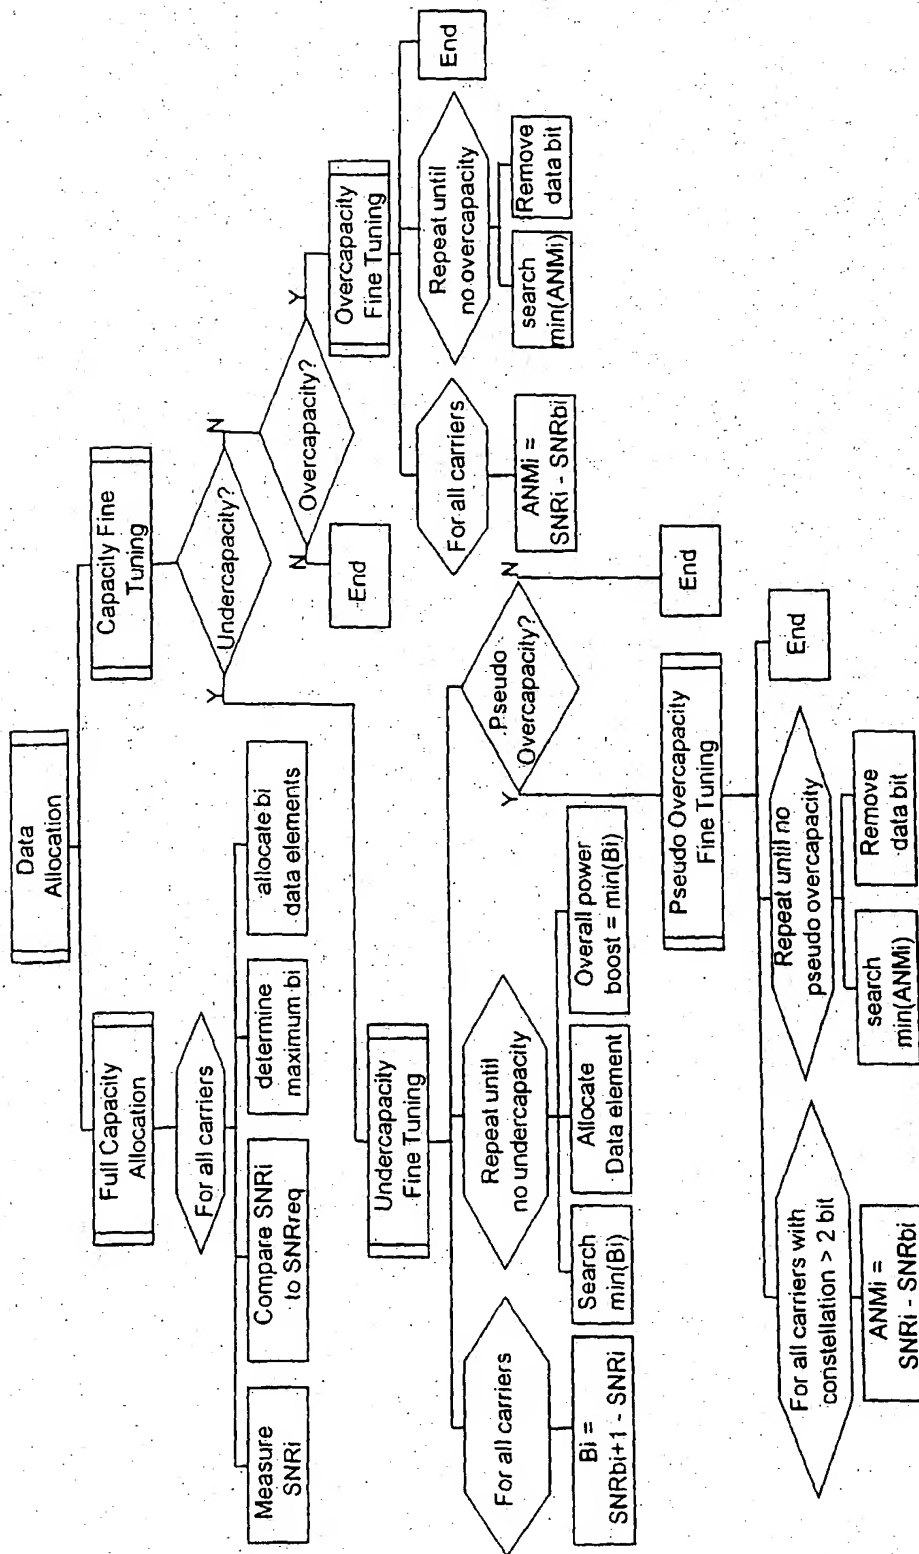 Data
Allocation
Full Capacity
Allocation
Capacity Fine
Tuning
For all carriers
Measure
SNRi
Compare SNRi
to SNRreq
determine
maximum bi
allocate bi
data elements
Undercapacity?
Y
N
Overcapacity?
N
Y
End
Overcapacity
Fine Tuning
For all carriers
Repeat until
no overcapacity
End
ANMi =
SNRi - SNRbi
search
min(ANMi)
Remove
data bit
Undercapacity
Fine Tuning
For all carriers
Repeat until
no undercapacity
Pseudo
Overcapacity?
Y
N
Bi =
SNRbi+1 - SNRi
Search
min(Bi)
Allocate
Data element
Overall power
boost = min(Bi)
End
Pseudo Overcapacity
Fine Tuning
For all carriers with
constellation > 2 bit
Repeat until no
pseudo overcapacity
End
ANMi =
SNRi - SNRbi
search
min(ANMi)
Remove
data bit